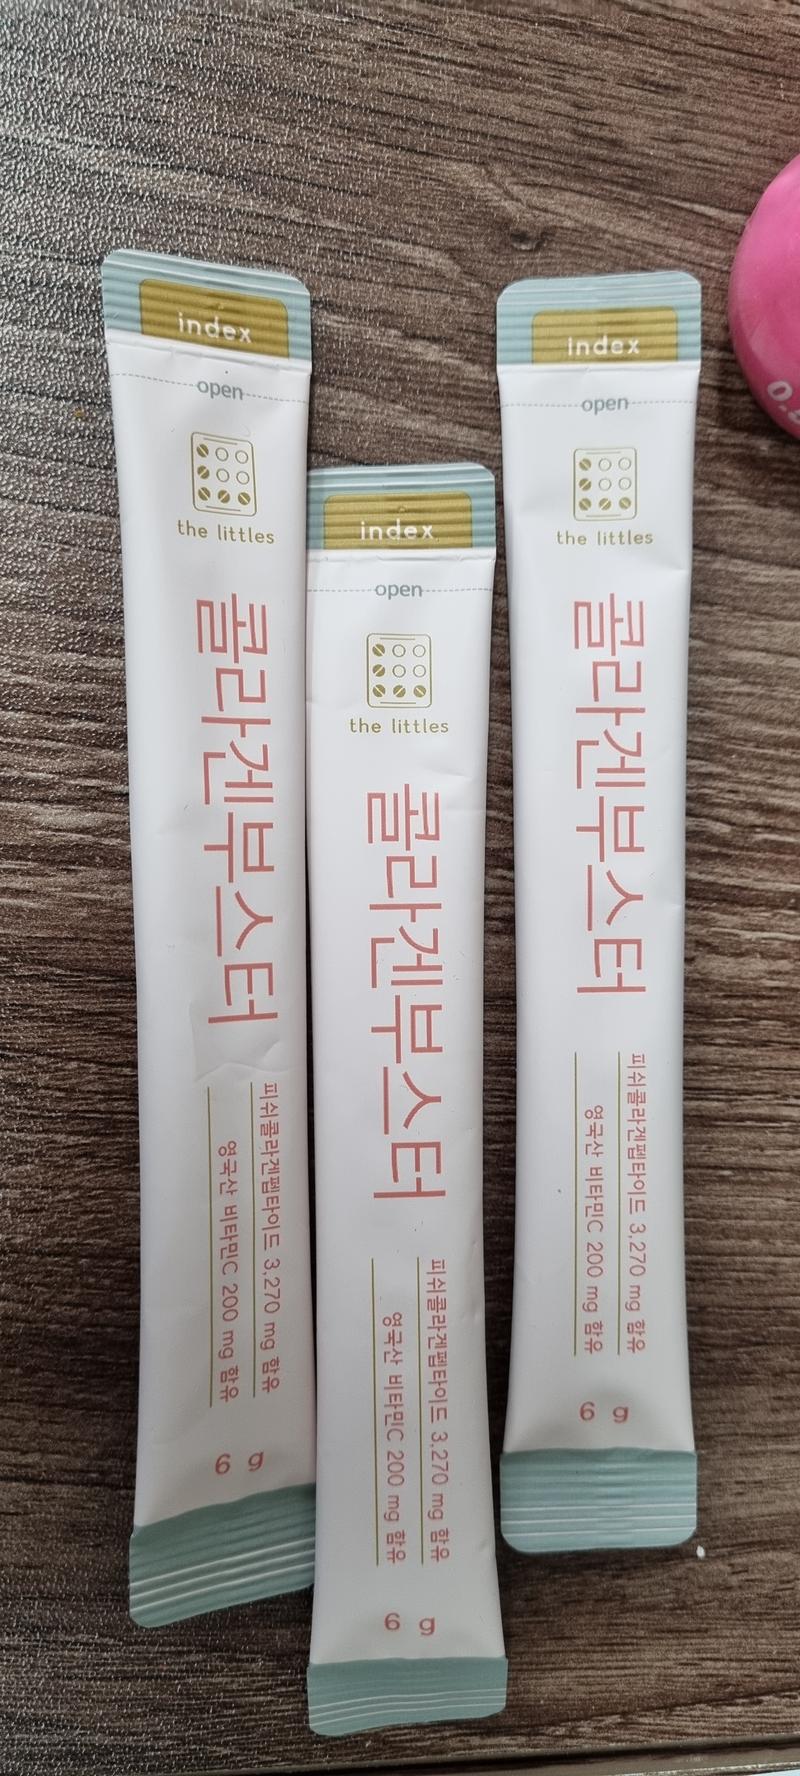 index
open
the littles
콜라겐부스터
피쉬콜라겐펩타이드 3,270 mg 함유
영국산 비타민C 200 mg 함유
6 g
index
open
the littles
콜라겐부스터
피쉬콜라겐펩타이드 3,270 mg 함유
영국산 비타민C 200 mg 함유
6 g
index
open
the littles
콜라겐부스터
피쉬콜라겐펩타이드 3,270 mg 함유
영국산 비타민C 200 mg 함유
6 g